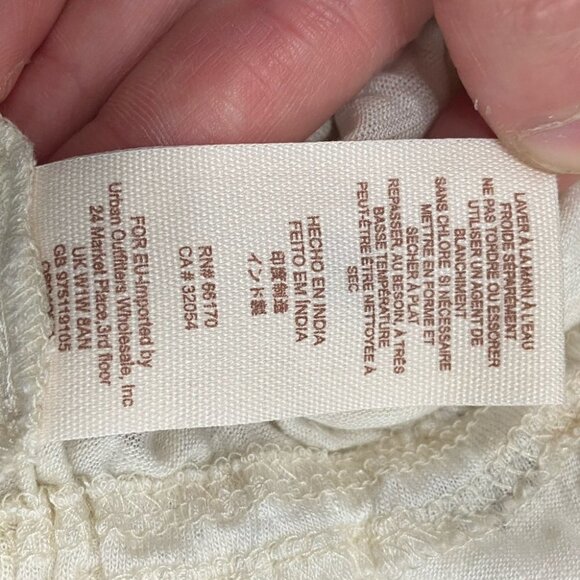 LAVER À LA MAIN À L'EAU
FROIDE SÉPARÉMENT
NE PAS TORDRE OU ESSORER
UTILISER UN AGENT DE
BLANCHIMENT
SANS CHLORE SI NÉCESSAIRE
METTRE EN FORME ET
SÉCHER À PLAT
REPASSER, AU BESOIN, À TRÈS
BASSE TEMPÉRATURE
PEUT-ÊTRE ÊTRE NETTOYÉE À
SEC
HECHO EN INDIA
FEITO EM INDIA
印度制造
インド製
RN# 66170
CA# 32054
FOR EU-Imported by
Urban Outfitters Wholesale, Inc
24 Market Place 3rd floor
UK W1W 8AN
GB 975119105